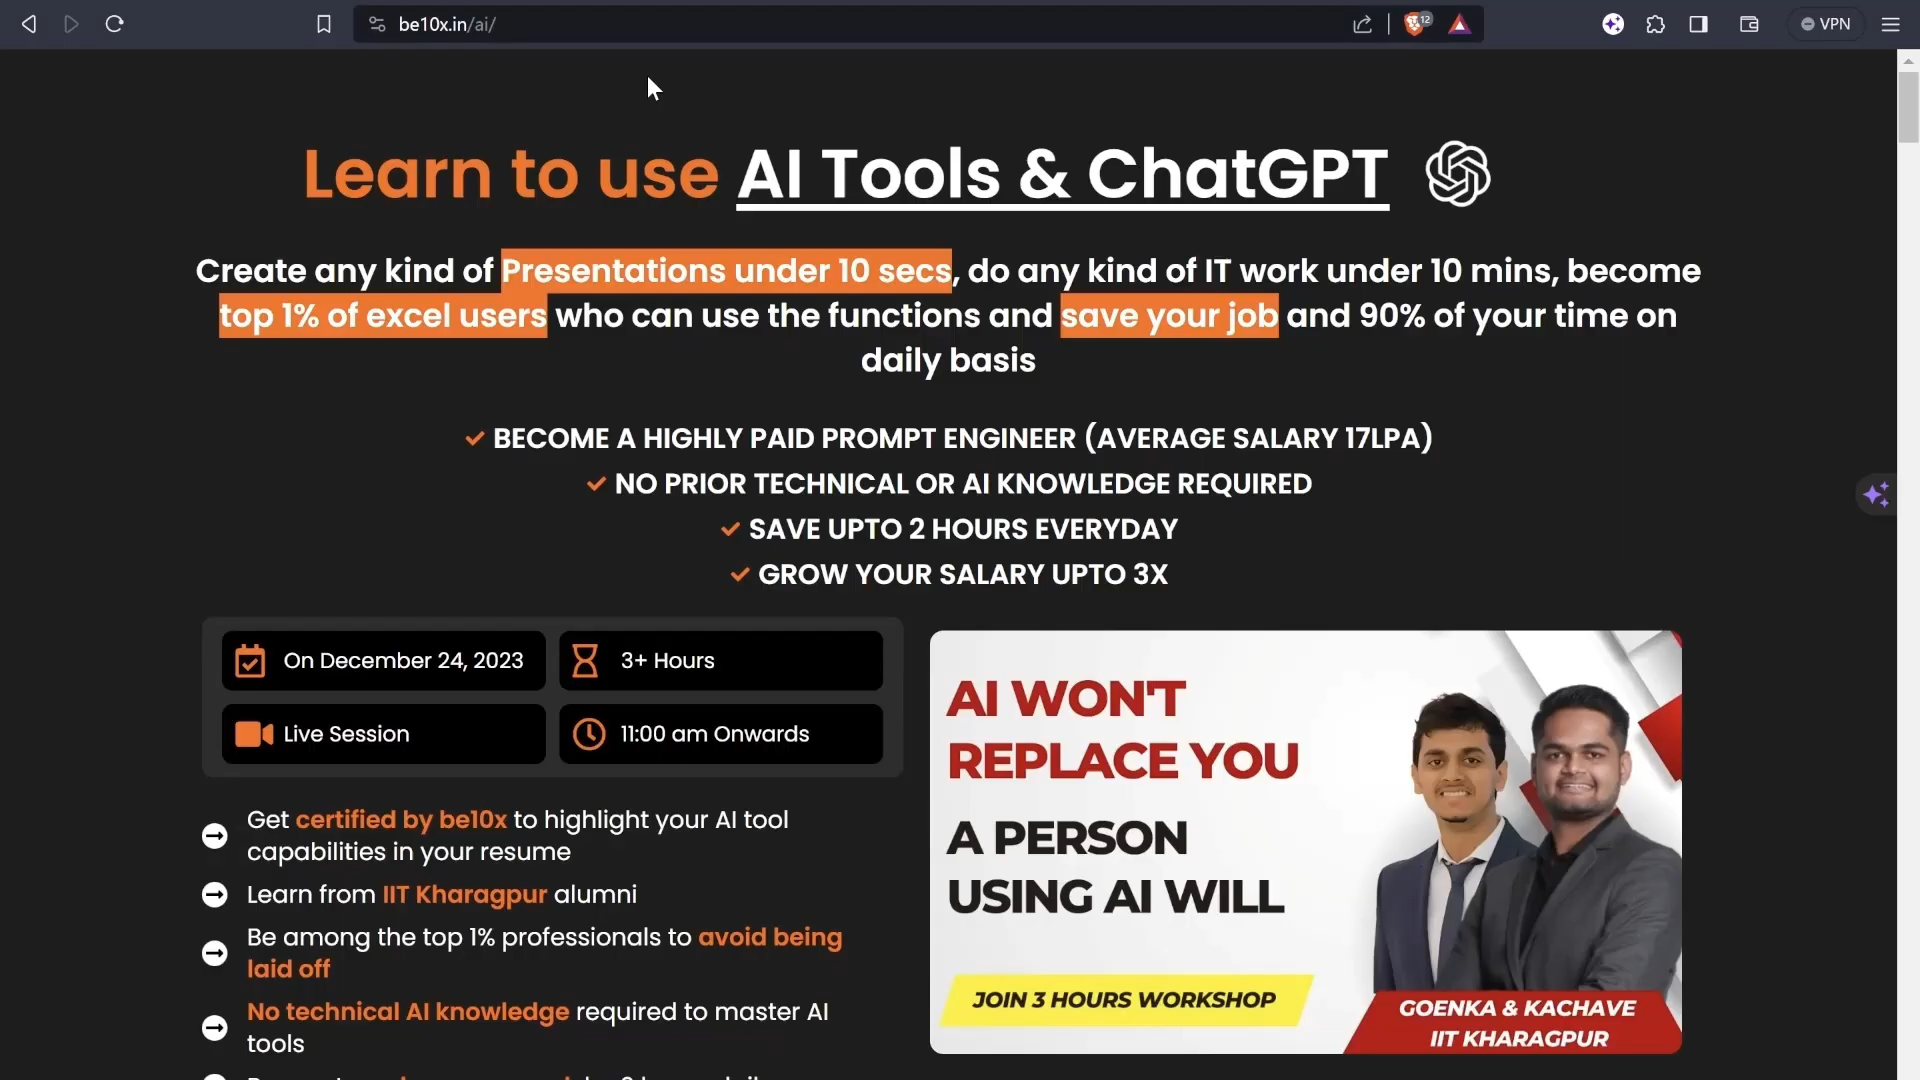 be10x.in/ai/
12
VPN
Learn to use AI Tools & ChatGPT
Create any kind of Presentations under 10 secs, do any kind of IT work under 10 mins, become
top 1% of excel users who can use the functions and save your job and 90% of your time on
daily basis
BECOME A HIGHLY PAID PROMPT ENGINEER (AVERAGE SALARY 17LPA)
NO PRIOR TECHNICAL OR AI KNOWLEDGE REQUIRED
SAVE UPTO 2 HOURS EVERYDAY
GROW YOUR SALARY UPTO 3X
On December 24, 2023
3+ Hours
Live Session
11:00 am Onwards
Get certified by be10x to highlight your AI tool
capabilities in your resume
Learn from IIT Kharagpur alumni
Be among the top 1% professionals to avoid being
laid off
No technical AI knowledge required to master AI
tools
AI WON'T
REPLACE YOU
A PERSON
USING AI WILL
JOIN 3 HOURS WORKSHOP
GOENKA & KACHAVE
IIT KHARAGPUR